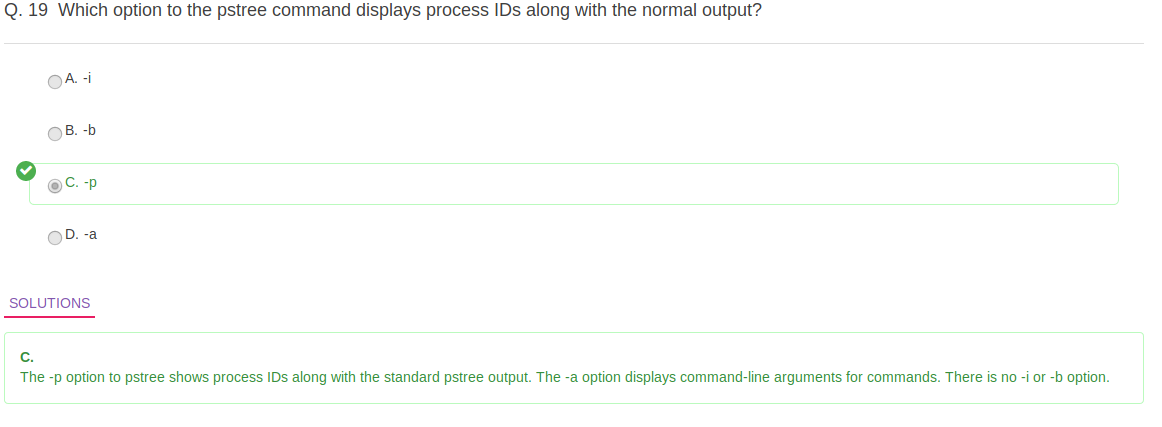 Q. 19 Which option to the pstree command displays process IDs along with the normal output?
A. -i
B. -b
C. -p
D. -a
SOLUTIONS
C.
The -p option to pstree shows process IDs along with the standard pstree output. The -a option displays command-line arguments for commands. There is no -i or -b option.